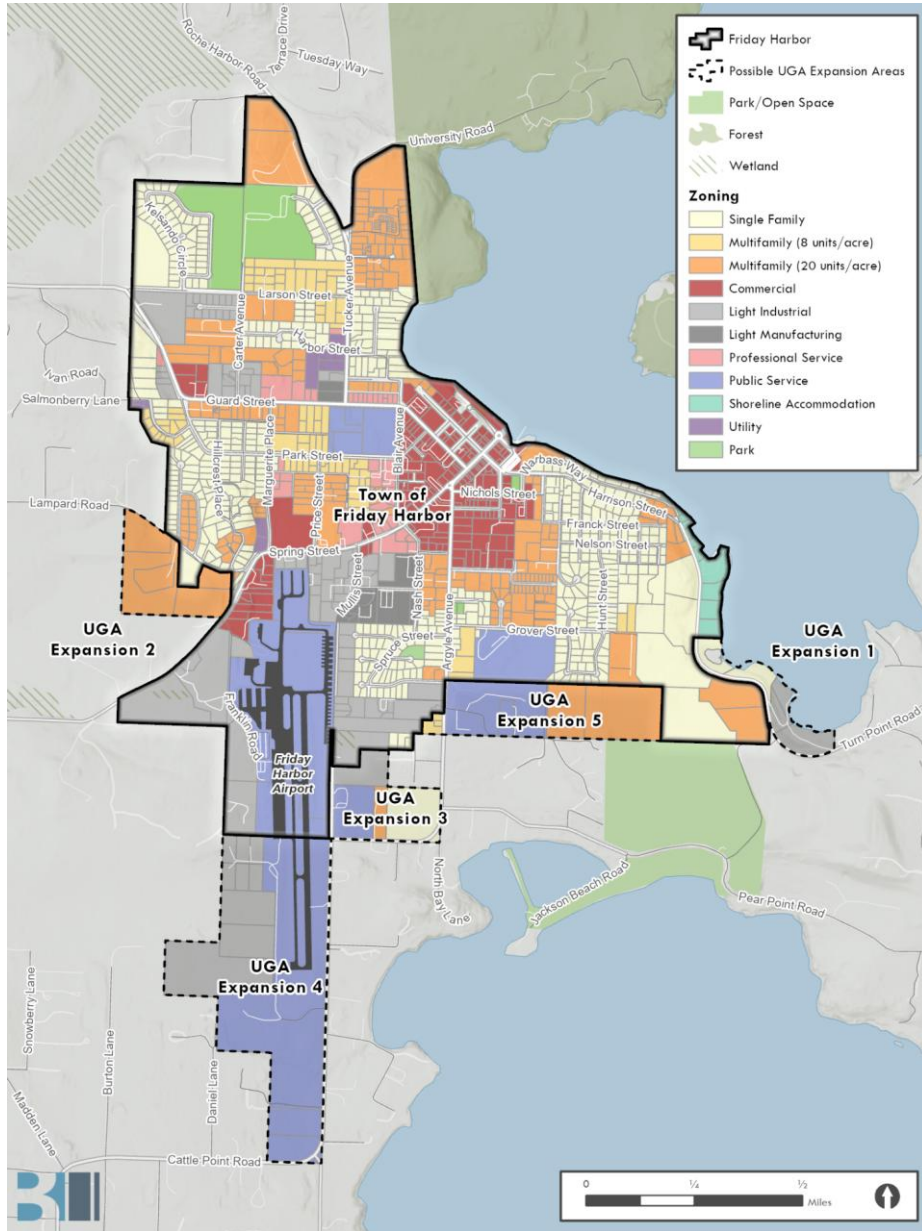 Roche Harbor Road
Terrace Drive
Tuesday Way
University Road
Kelsando Circle
Larson Street
Tucker Avenue
Carter Avenue
Harbor Street
Ivan Road
Salmonberry Lane
Guard Street
Hillcrest Place
Marguerite Place
Park Street
Blair Avenue
Price Street
Town of
Friday Harbor
Nichols Street
Warbass Way
Harrison Street
Franck Street
Nelson Street
Lampard Road
Spring Street
Mullis Street
Nash Street
Hunt Street
Argyle Avenue
Grover Street
Spruce Street
UGA
Expansion 2
UGA
Expansion 1
UGA
Expansion 5
Turn Point Road
Franklin Road
Friday
Harbor
Airport
UGA
Expansion 3
North Bay Lane
Jackson Beach Road
Pear Point Road
UGA
Expansion 4
Snowberry Lane
Burton Lane
Daniel Lane
Madden Lane
Cattle Point Road
Friday Harbor
Possible UGA Expansion Areas
Park/Open Space
Forest
Wetland
Zoning
Single Family
Multifamily (8 units/acre)
Multifamily (20 units/acre)
Commercial
Light Industrial
Light Manufacturing
Professional Service
Public Service
Shoreline Accommodation
Utility
Park
0 ¼ ½
Miles